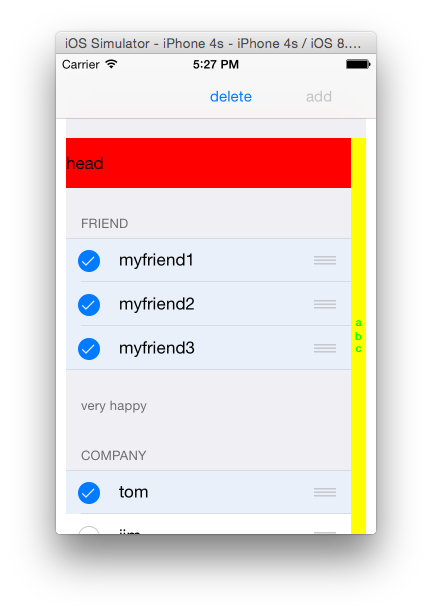 iOS Simulator - iPhone 4s - iPhone 4s / iOS 8....
Carrier 5:27 PM
delete add
head
FRIEND
myfriend1
myfriend2
myfriend3
a
b
c
very happy
COMPANY
tom